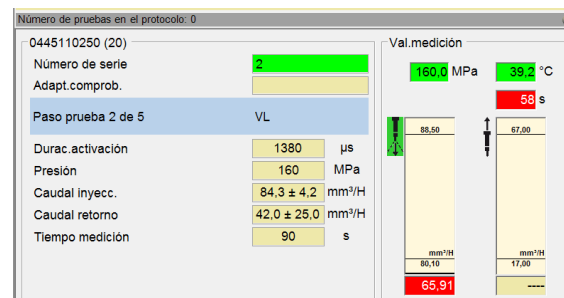 Número de pruebas en el protocolo: 0
0445110250 (20)
Número de serie 2
Adapt.comprob.
Paso prueba 2 de 5 VL
Durac.activación 1380 µs
Presión 160 MPa
Caudal inyecc. 84,3 ± 4,2 mm³/H
Caudal retorno 42,0 ± 25,0 mm³/H
Tiempo medición 90 s
Val.medición
160,0 MPa 39,2 °C
58 s
88,50 67,00
mm³/H mm³/H
80,10 17,00
65,91 ----